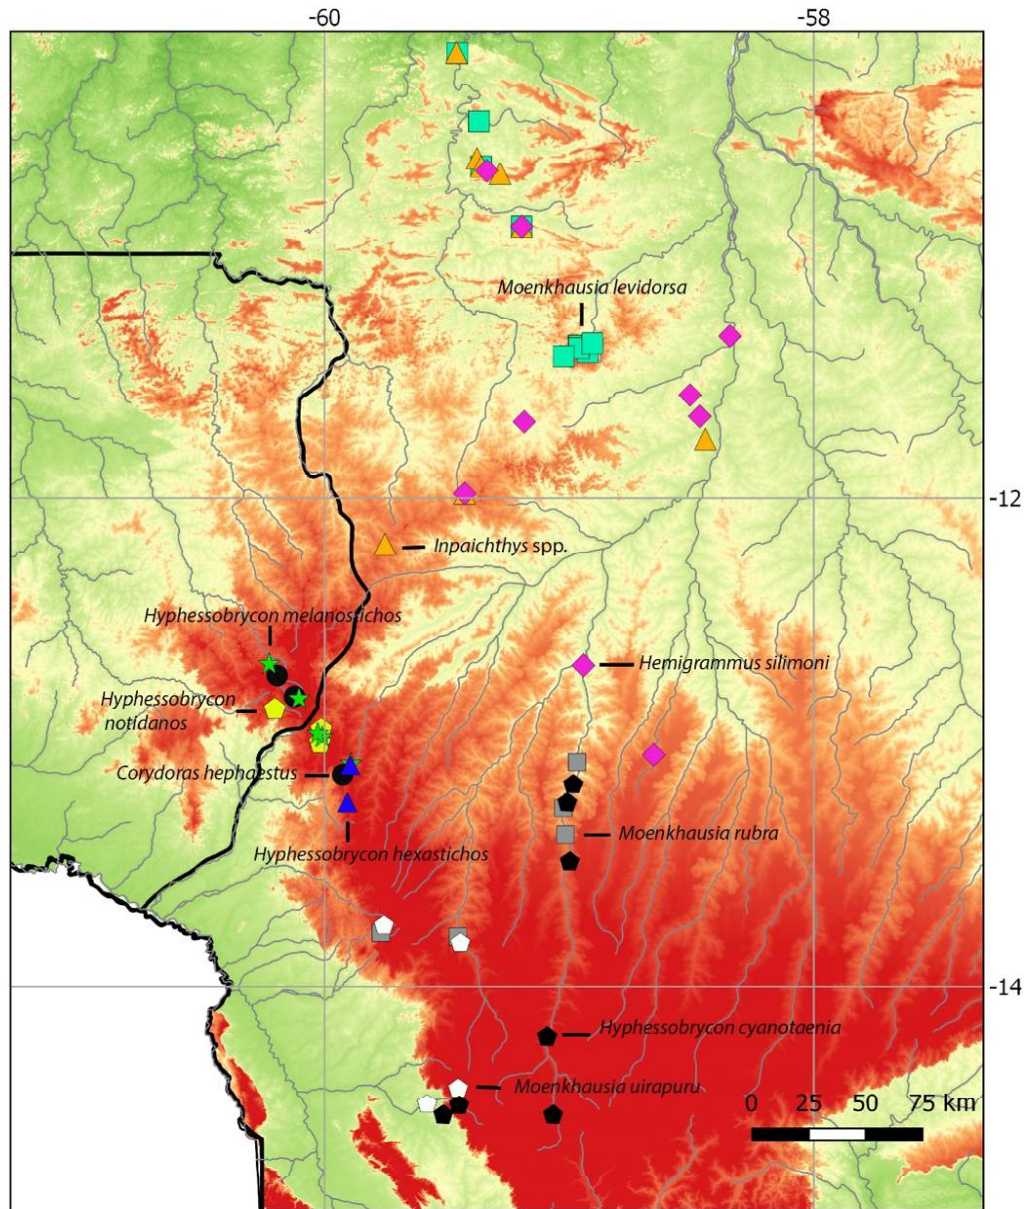 -60 -58
Moenkhausia levidorsa
-12
Inpaichthys spp.
Hyphessobrycon melanostichos
Hemigrammus silimoni
Hyphessobrycon
notidanos
Corydoras hephaestus
Moenkhausia rubra
Hyphessobrycon hexastichos
-14
Hyphessobrycon cyanotaenia
Moenkhausia uirapuru
0 25 50 75 km